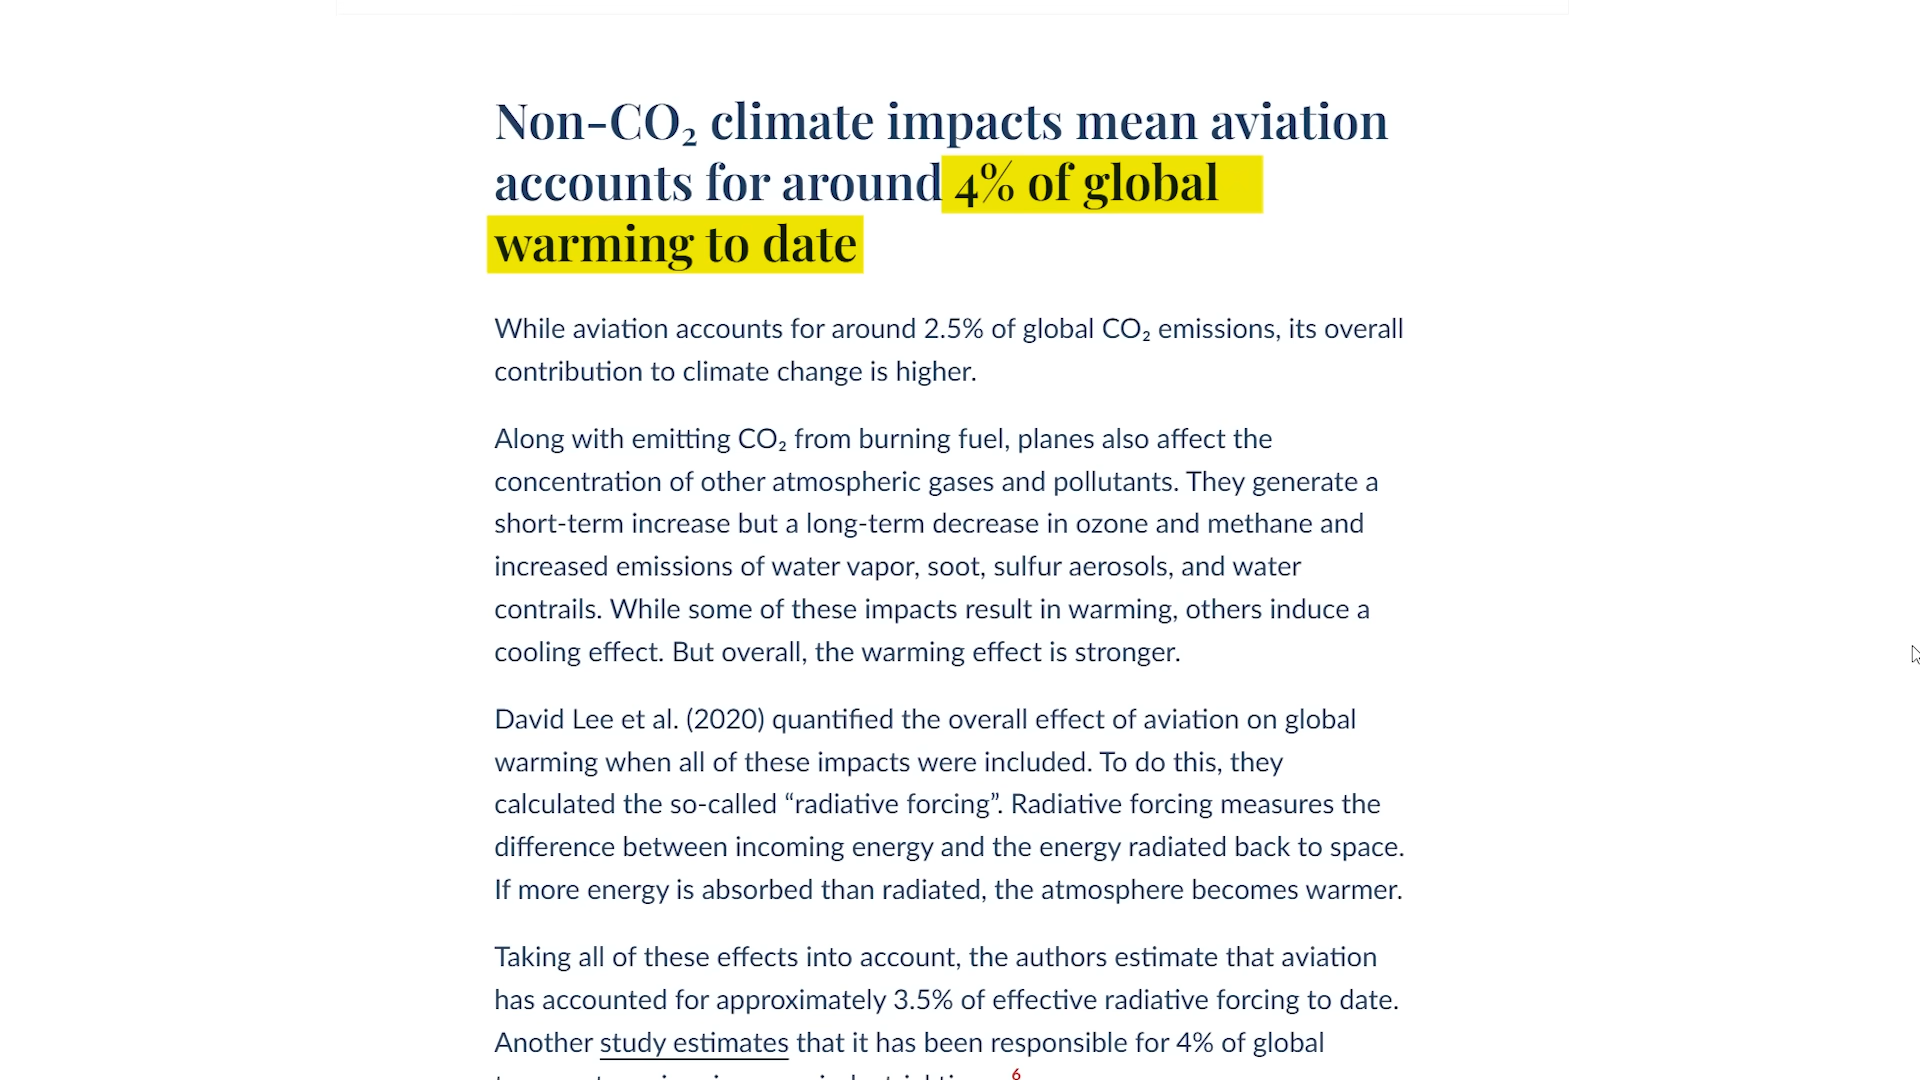 Non-CO₂ climate impacts mean aviation
accounts for around 4% of global
warming to date
While aviation accounts for around 2.5% of global CO₂ emissions, its overall
contribution to climate change is higher.
Along with emitting CO₂ from burning fuel, planes also affect the
concentration of other atmospheric gases and pollutants. They generate a
short-term increase but a long-term decrease in ozone and methane and
increased emissions of water vapor, soot, sulfur aerosols, and water
contrails. While some of these impacts result in warming, others induce a
cooling effect. But overall, the warming effect is stronger.
David Lee et al. (2020) quantified the overall effect of aviation on global
warming when all of these impacts were included. To do this, they
calculated the so-called “radiative forcing”. Radiative forcing measures the
difference between incoming energy and the energy radiated back to space.
If more energy is absorbed than radiated, the atmosphere becomes warmer.
Taking all of these effects into account, the authors estimate that aviation
has accounted for approximately 3.5% of effective radiative forcing to date.
Another study estimates that it has been responsible for 4% of global
6